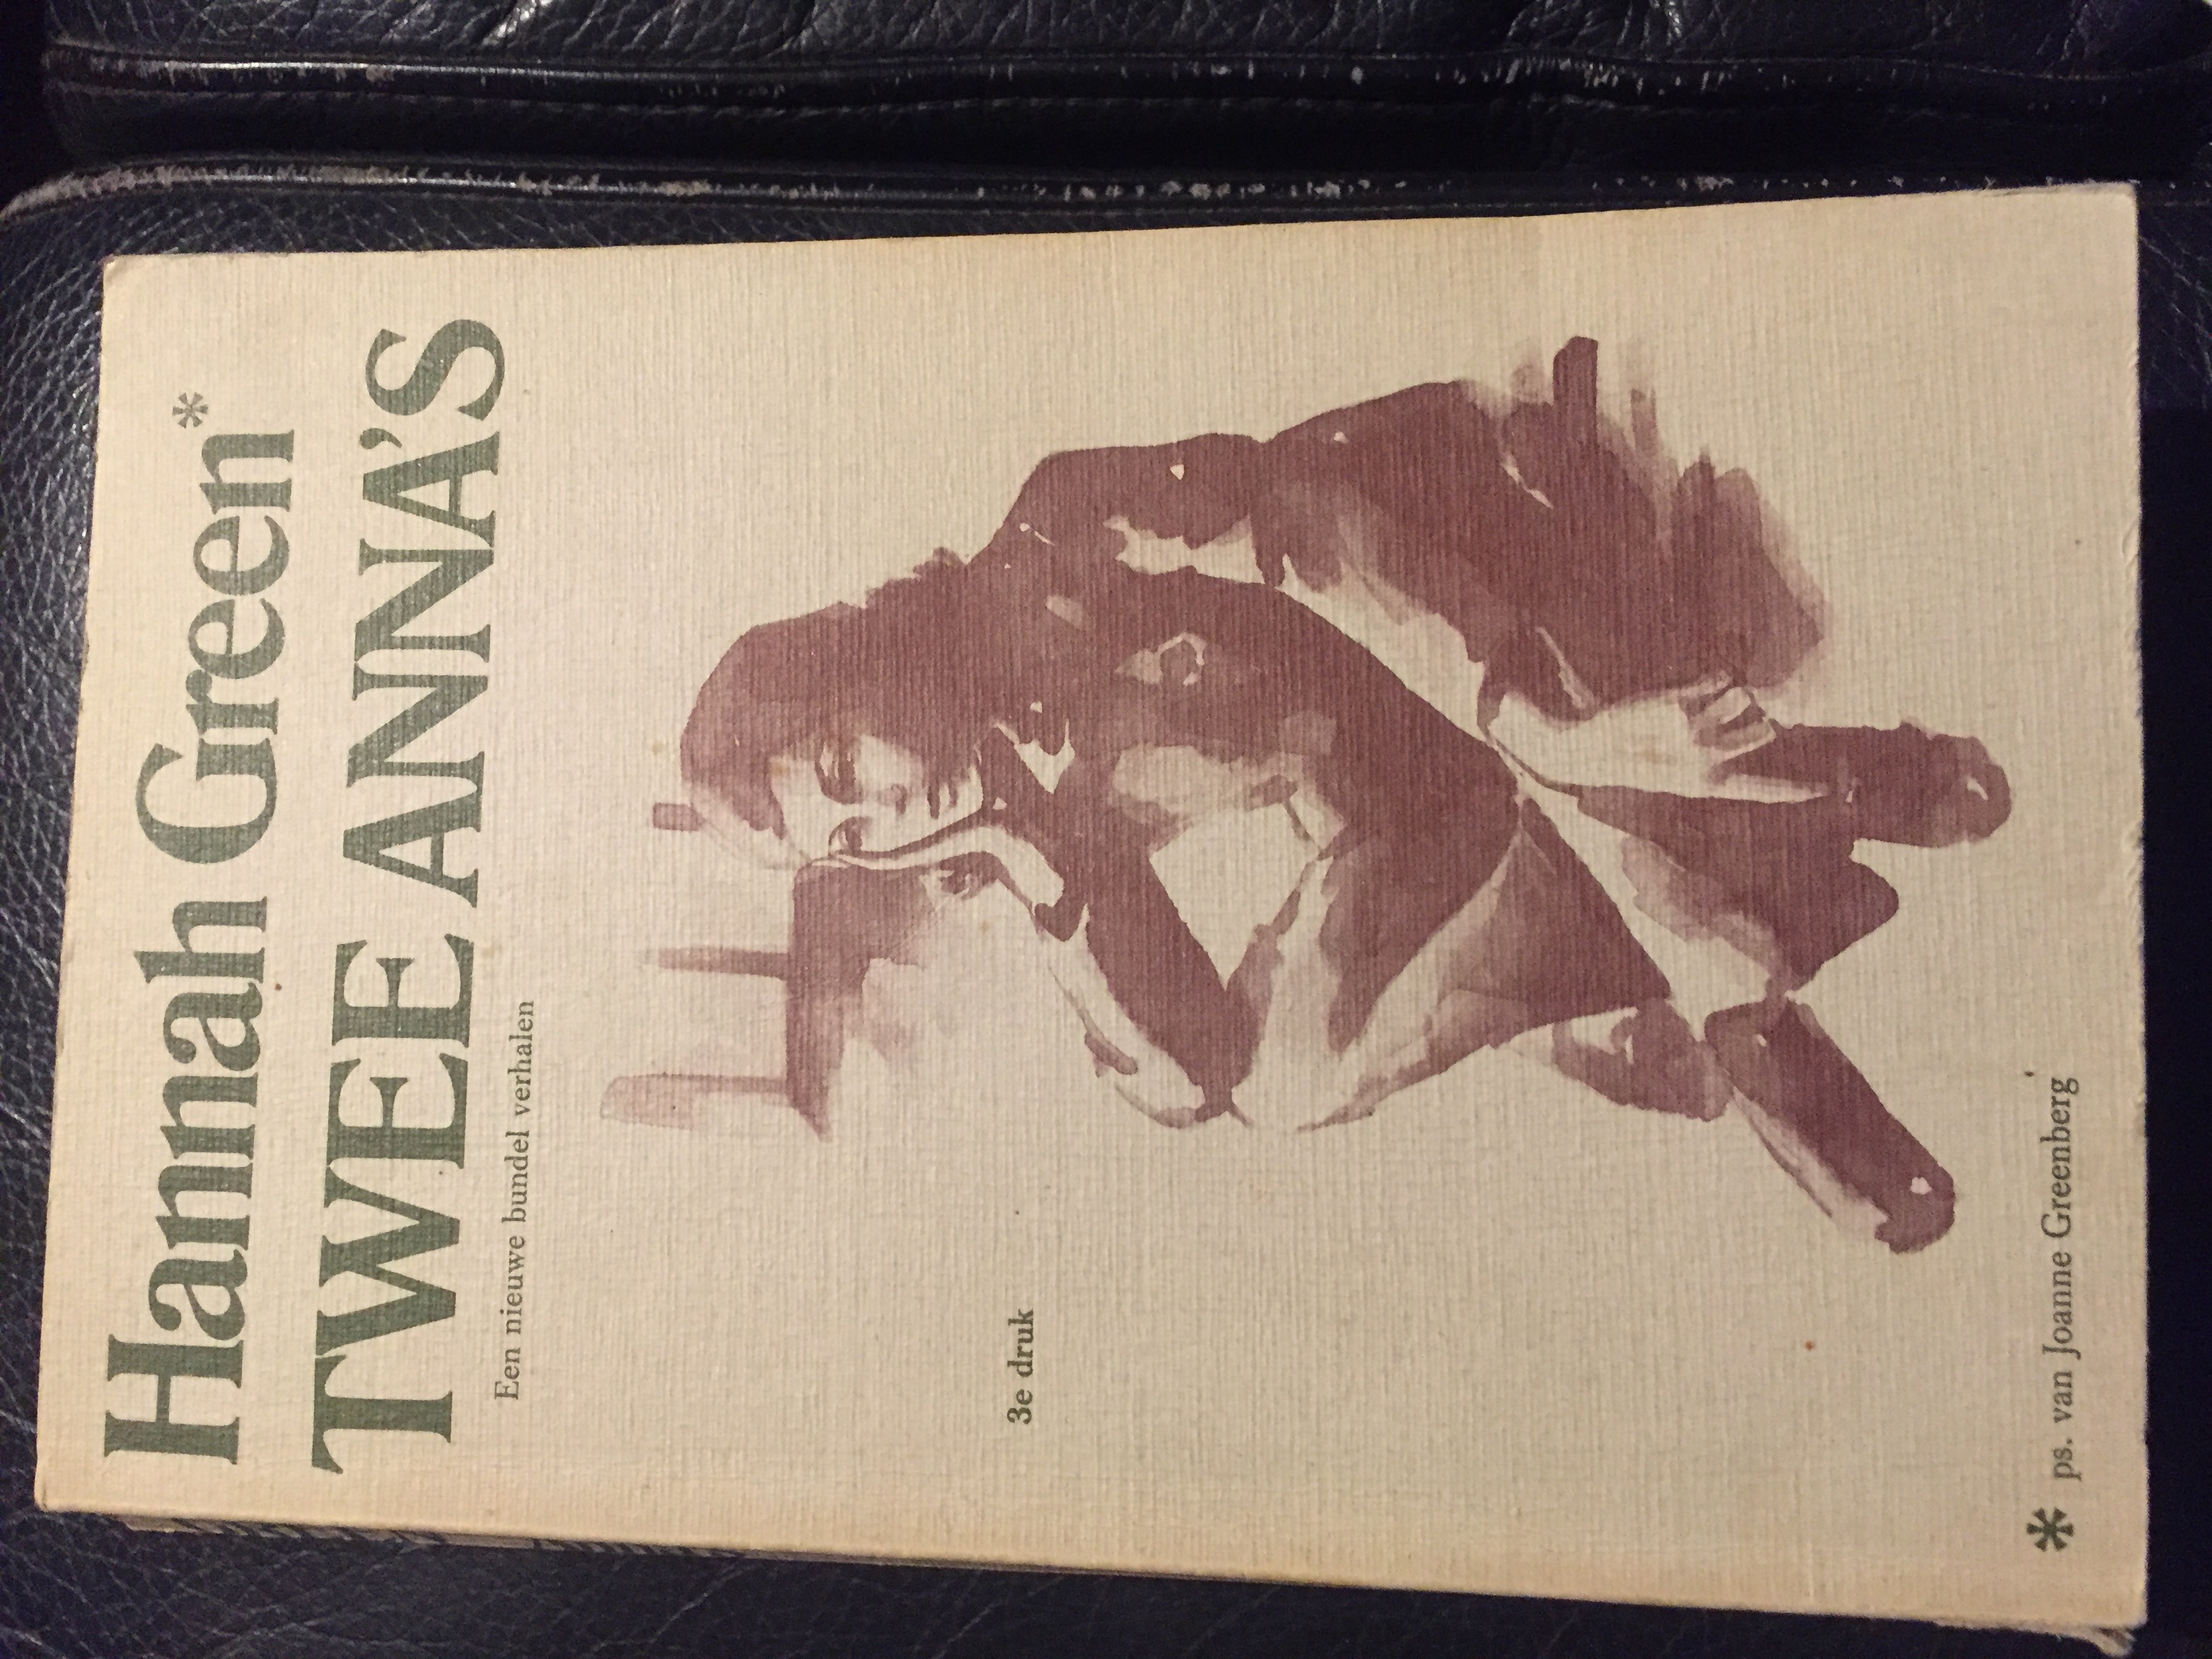 Hannah Green*
TWEE ANNA'S
Een nieuwe bundel verhalen
3e druk
* ps. van Joanne Greenberg